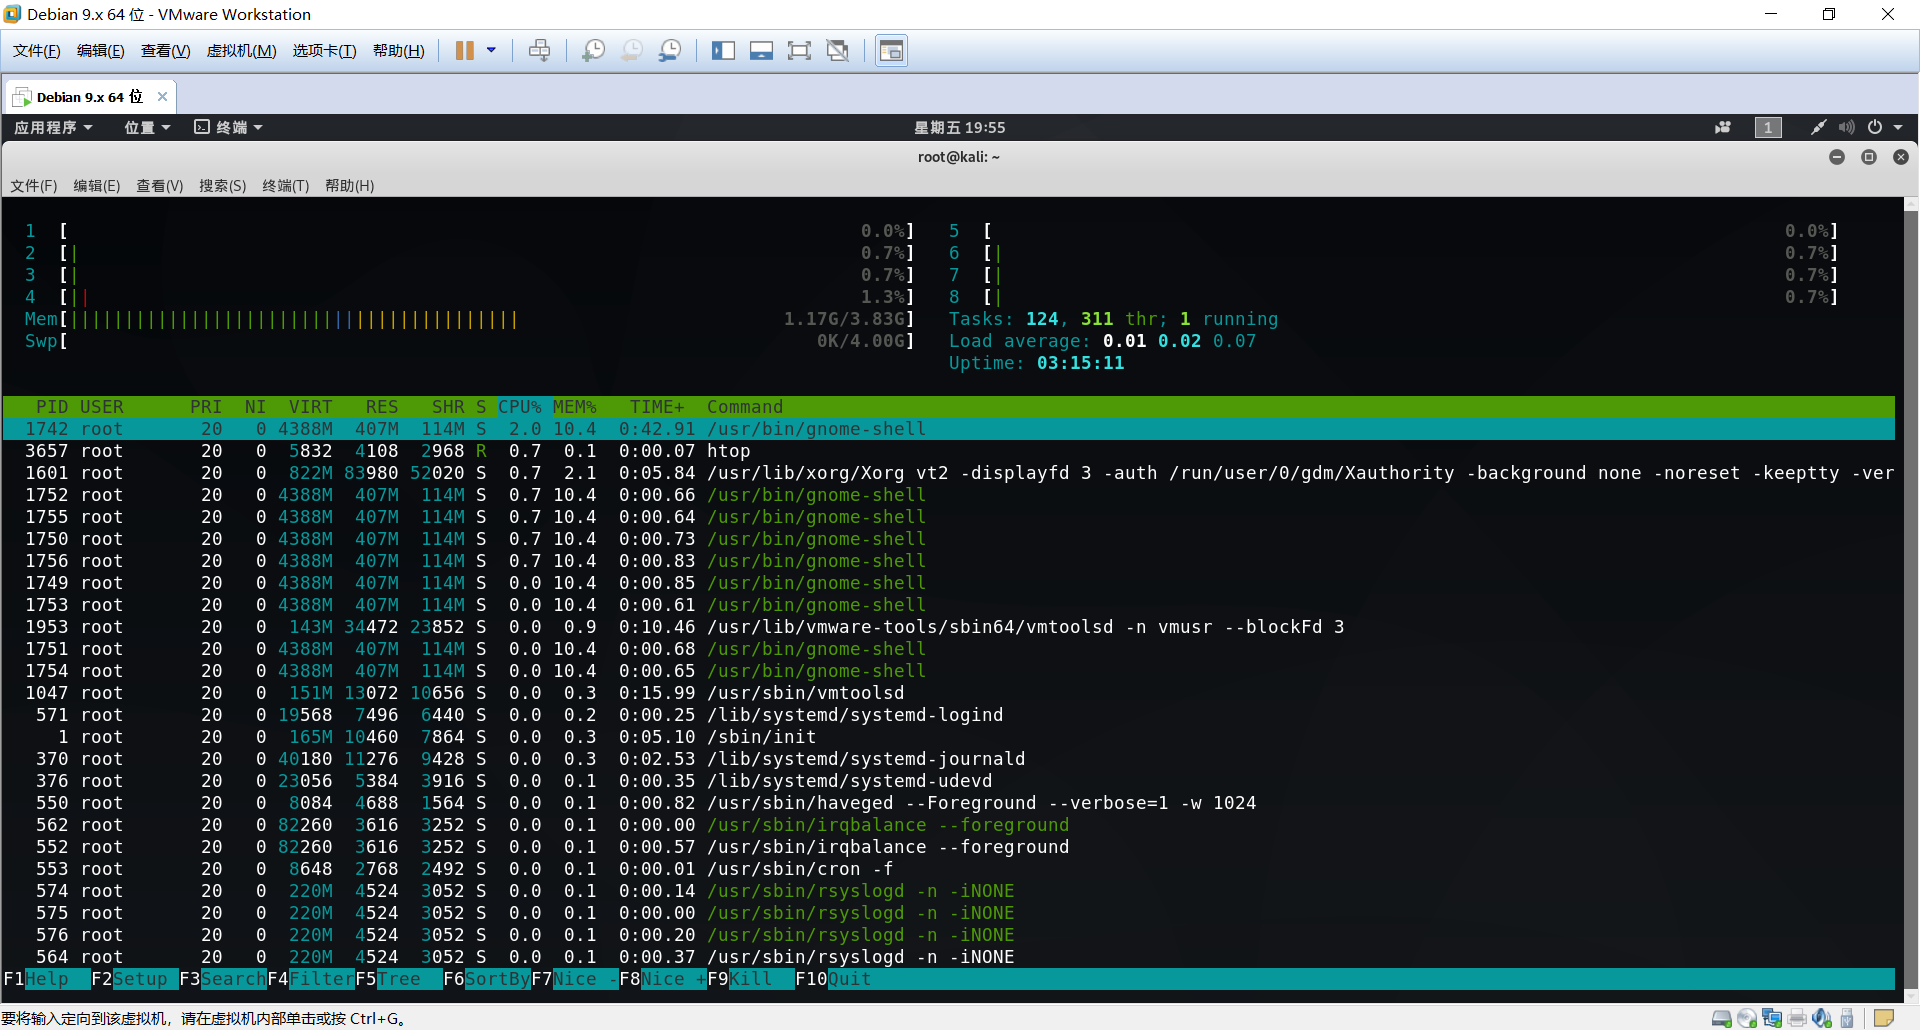 Debian 9.x 64 位 - VMware Workstation
文件(F) 编辑(E) 查看(V) 虚拟机(M) 选项卡(T) 帮助(H)
Debian 9.x 64 位
应用程序 位置 终端 星期五 19:55 1
root@kali: ~
文件(F) 编辑(E) 查看(V) 搜索(S) 终端(T) 帮助(H)
1 [ 0.0%] 5 [ 0.0%]
2 [| 0.7%] 6 [| 0.7%]
3 [| 0.7%] 7 [| 0.7%]
4 [|| 1.3%] 8 [| 0.7%]
Mem[||||||||||||||||||||||||||||||||||||||||| 1.17G/3.83G] Tasks: 124, 311 thr; 1 running
Swp[ 0K/4.00G] Load average: 0.01 0.02 0.07
Uptime: 03:15:11
PID USER PRI NI VIRT RES SHR S CPU% MEM% TIME+ Command
1742 root 20 0 4388M 407M 114M S 2.0 10.4 0:42.91 /usr/bin/gnome-shell
3657 root 20 0 5832 4108 2968 R 0.7 0.1 0:00.07 htop
1601 root 20 0 822M 83980 52020 S 0.7 2.1 0:05.84 /usr/lib/xorg/Xorg vt2 -displayfd 3 -auth /run/user/0/gdm/Xauthority -background none -noreset -keeptty -ver
1752 root 20 0 4388M 407M 114M S 0.7 10.4 0:00.66 /usr/bin/gnome-shell
1755 root 20 0 4388M 407M 114M S 0.7 10.4 0:00.64 /usr/bin/gnome-shell
1750 root 20 0 4388M 407M 114M S 0.7 10.4 0:00.73 /usr/bin/gnome-shell
1756 root 20 0 4388M 407M 114M S 0.7 10.4 0:00.83 /usr/bin/gnome-shell
1749 root 20 0 4388M 407M 114M S 0.0 10.4 0:00.85 /usr/bin/gnome-shell
1753 root 20 0 4388M 407M 114M S 0.0 10.4 0:00.61 /usr/bin/gnome-shell
1953 root 20 0 143M 34472 23852 S 0.0 0.9 0:10.46 /usr/lib/vmware-tools/sbin64/vmtoolsd -n vmusr --blockFd 3
1751 root 20 0 4388M 407M 114M S 0.0 10.4 0:00.68 /usr/bin/gnome-shell
1754 root 20 0 4388M 407M 114M S 0.0 10.4 0:00.65 /usr/bin/gnome-shell
1047 root 20 0 151M 13072 10656 S 0.0 0.3 0:15.99 /usr/sbin/vmtoolsd
571 root 20 0 19568 7496 6440 S 0.0 0.2 0:00.25 /lib/systemd/systemd-logind
1 root 20 0 165M 10460 7864 S 0.0 0.3 0:05.10 /sbin/init
370 root 20 0 40180 11276 9428 S 0.0 0.3 0:02.53 /lib/systemd/systemd-journald
376 root 20 0 23056 5384 3916 S 0.0 0.1 0:00.35 /lib/systemd/systemd-udevd
550 root 20 0 8084 4688 1564 S 0.0 0.1 0:00.82 /usr/sbin/haveged --Foreground --verbose=1 -w 1024
562 root 20 0 82260 3616 3252 S 0.0 0.1 0:00.00 /usr/sbin/irqbalance --foreground
552 root 20 0 82260 3616 3252 S 0.0 0.1 0:00.57 /usr/sbin/irqbalance --foreground
553 root 20 0 8648 2768 2492 S 0.0 0.1 0:00.01 /usr/sbin/cron -f
574 root 20 0 220M 4524 3052 S 0.0 0.1 0:00.14 /usr/sbin/rsyslogd -n -iNONE
575 root 20 0 220M 4524 3052 S 0.0 0.1 0:00.00 /usr/sbin/rsyslogd -n -iNONE
576 root 20 0 220M 4524 3052 S 0.0 0.1 0:00.20 /usr/sbin/rsyslogd -n -iNONE
564 root 20 0 220M 4524 3052 S 0.0 0.1 0:00.37 /usr/sbin/rsyslogd -n -iNONE
F1Help F2Setup F3SearchF4FilterF5Tree F6SortByF7Nice -F8Nice +F9Kill F10Quit
要将输入定向到该虚拟机，请在虚拟机内部单击或按 Ctrl+G。